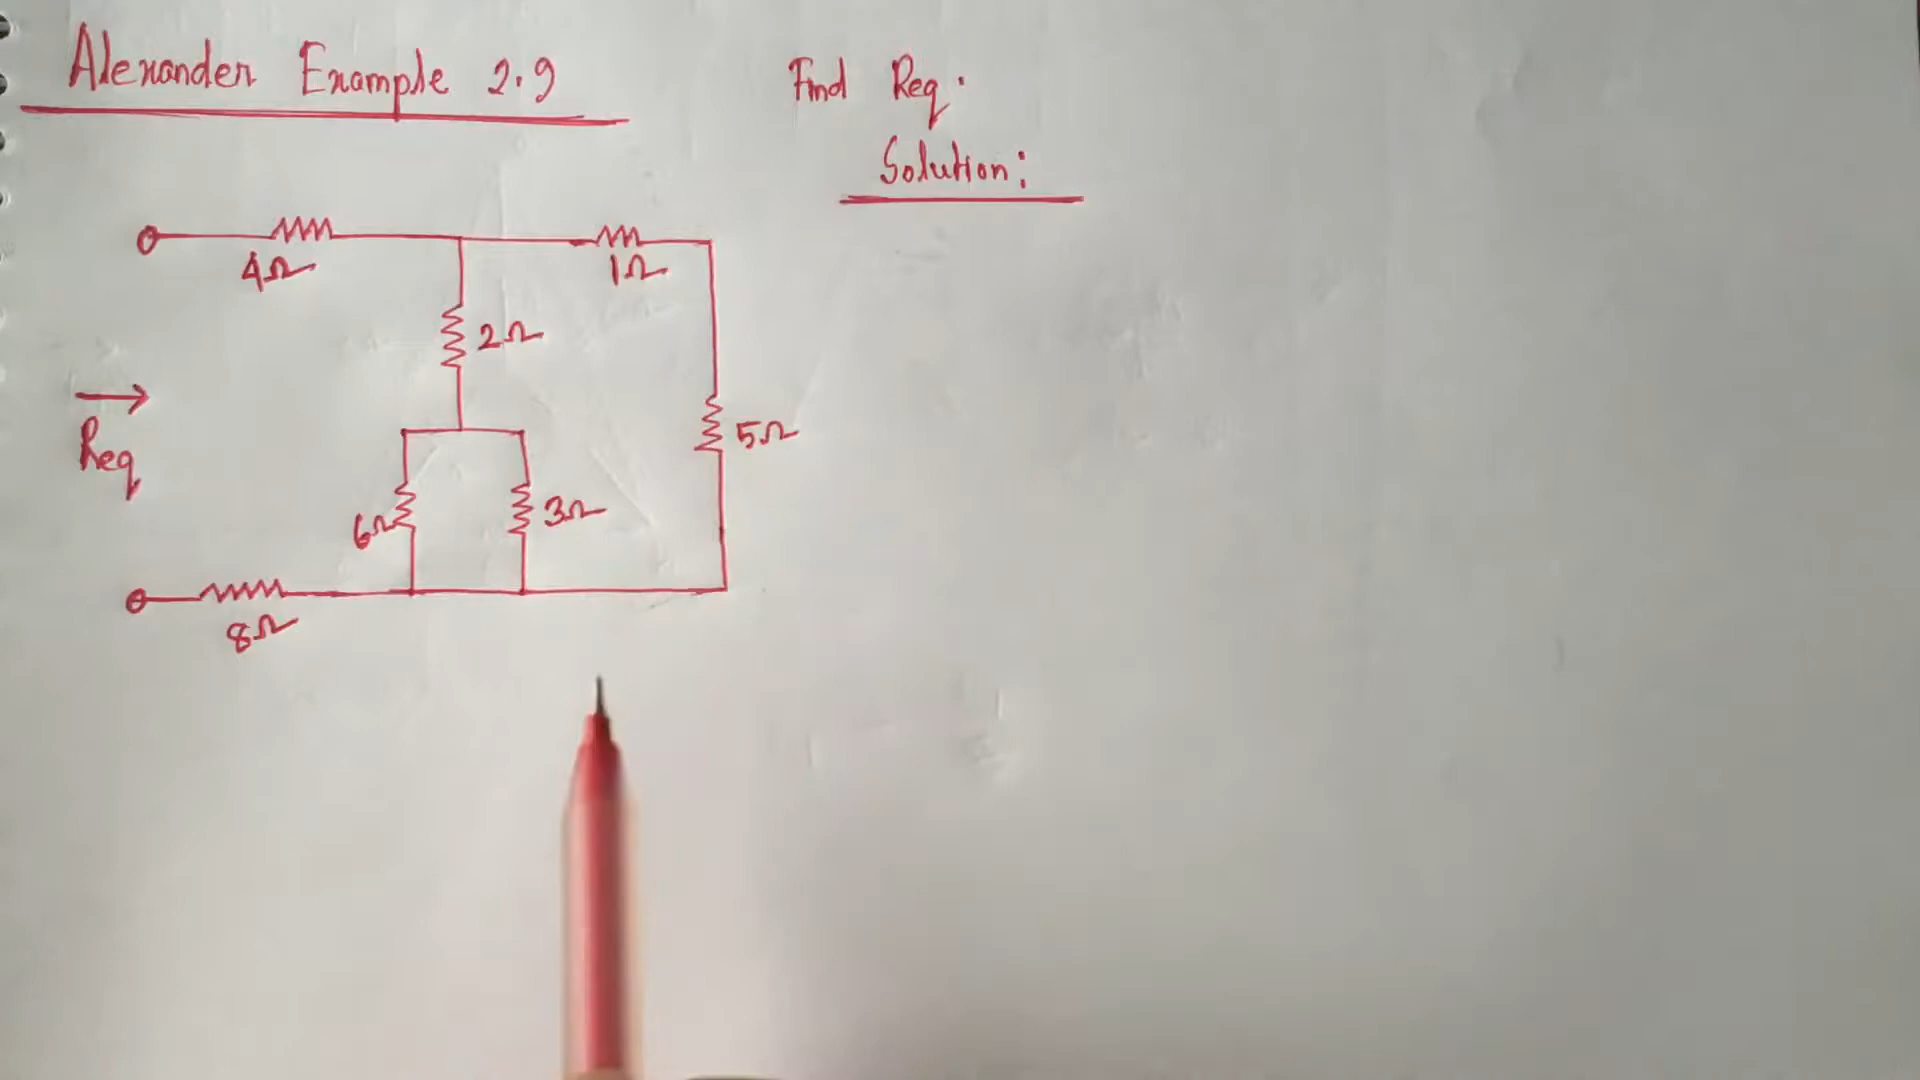 Alexander Example 2.9
Find Req.
Solution:
4Ω
1Ω
2Ω
Req
5Ω
6Ω
3Ω
8Ω